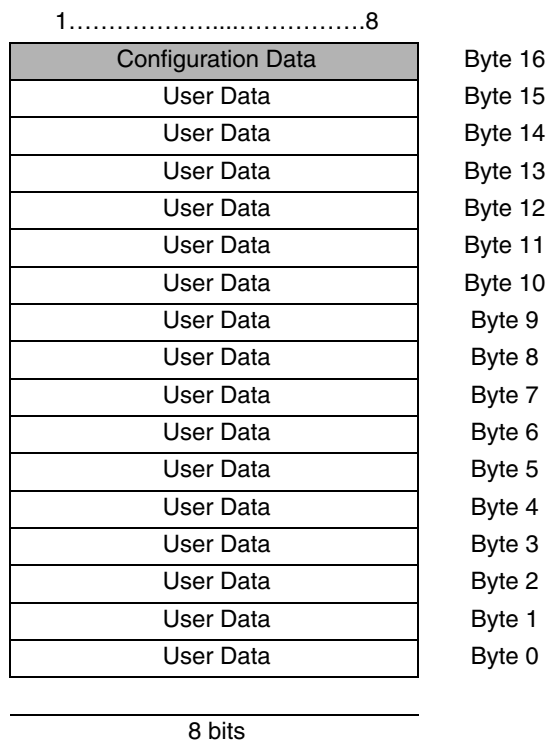 1………………....…………….8
Configuration Data Byte 16
User Data Byte 15
User Data Byte 14
User Data Byte 13
User Data Byte 12
User Data Byte 11
User Data Byte 10
User Data Byte 9
User Data Byte 8
User Data Byte 7
User Data Byte 6
User Data Byte 5
User Data Byte 4
User Data Byte 3
User Data Byte 2
User Data Byte 1
User Data Byte 0
8 bits